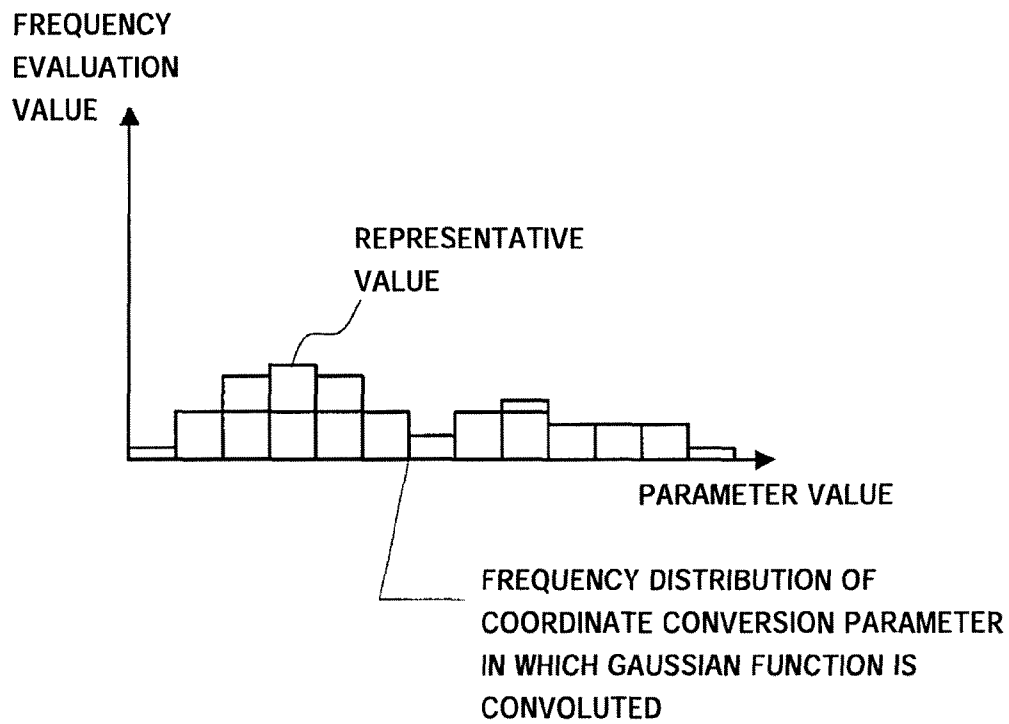 FREQUENCY
EVALUATION
VALUE
REPRESENTATIVE
VALUE
PARAMETER VALUE
FREQUENCY DISTRIBUTION OF
COORDINATE CONVERSION PARAMETER
IN WHICH GAUSSIAN FUNCTION IS
CONVOLUTED